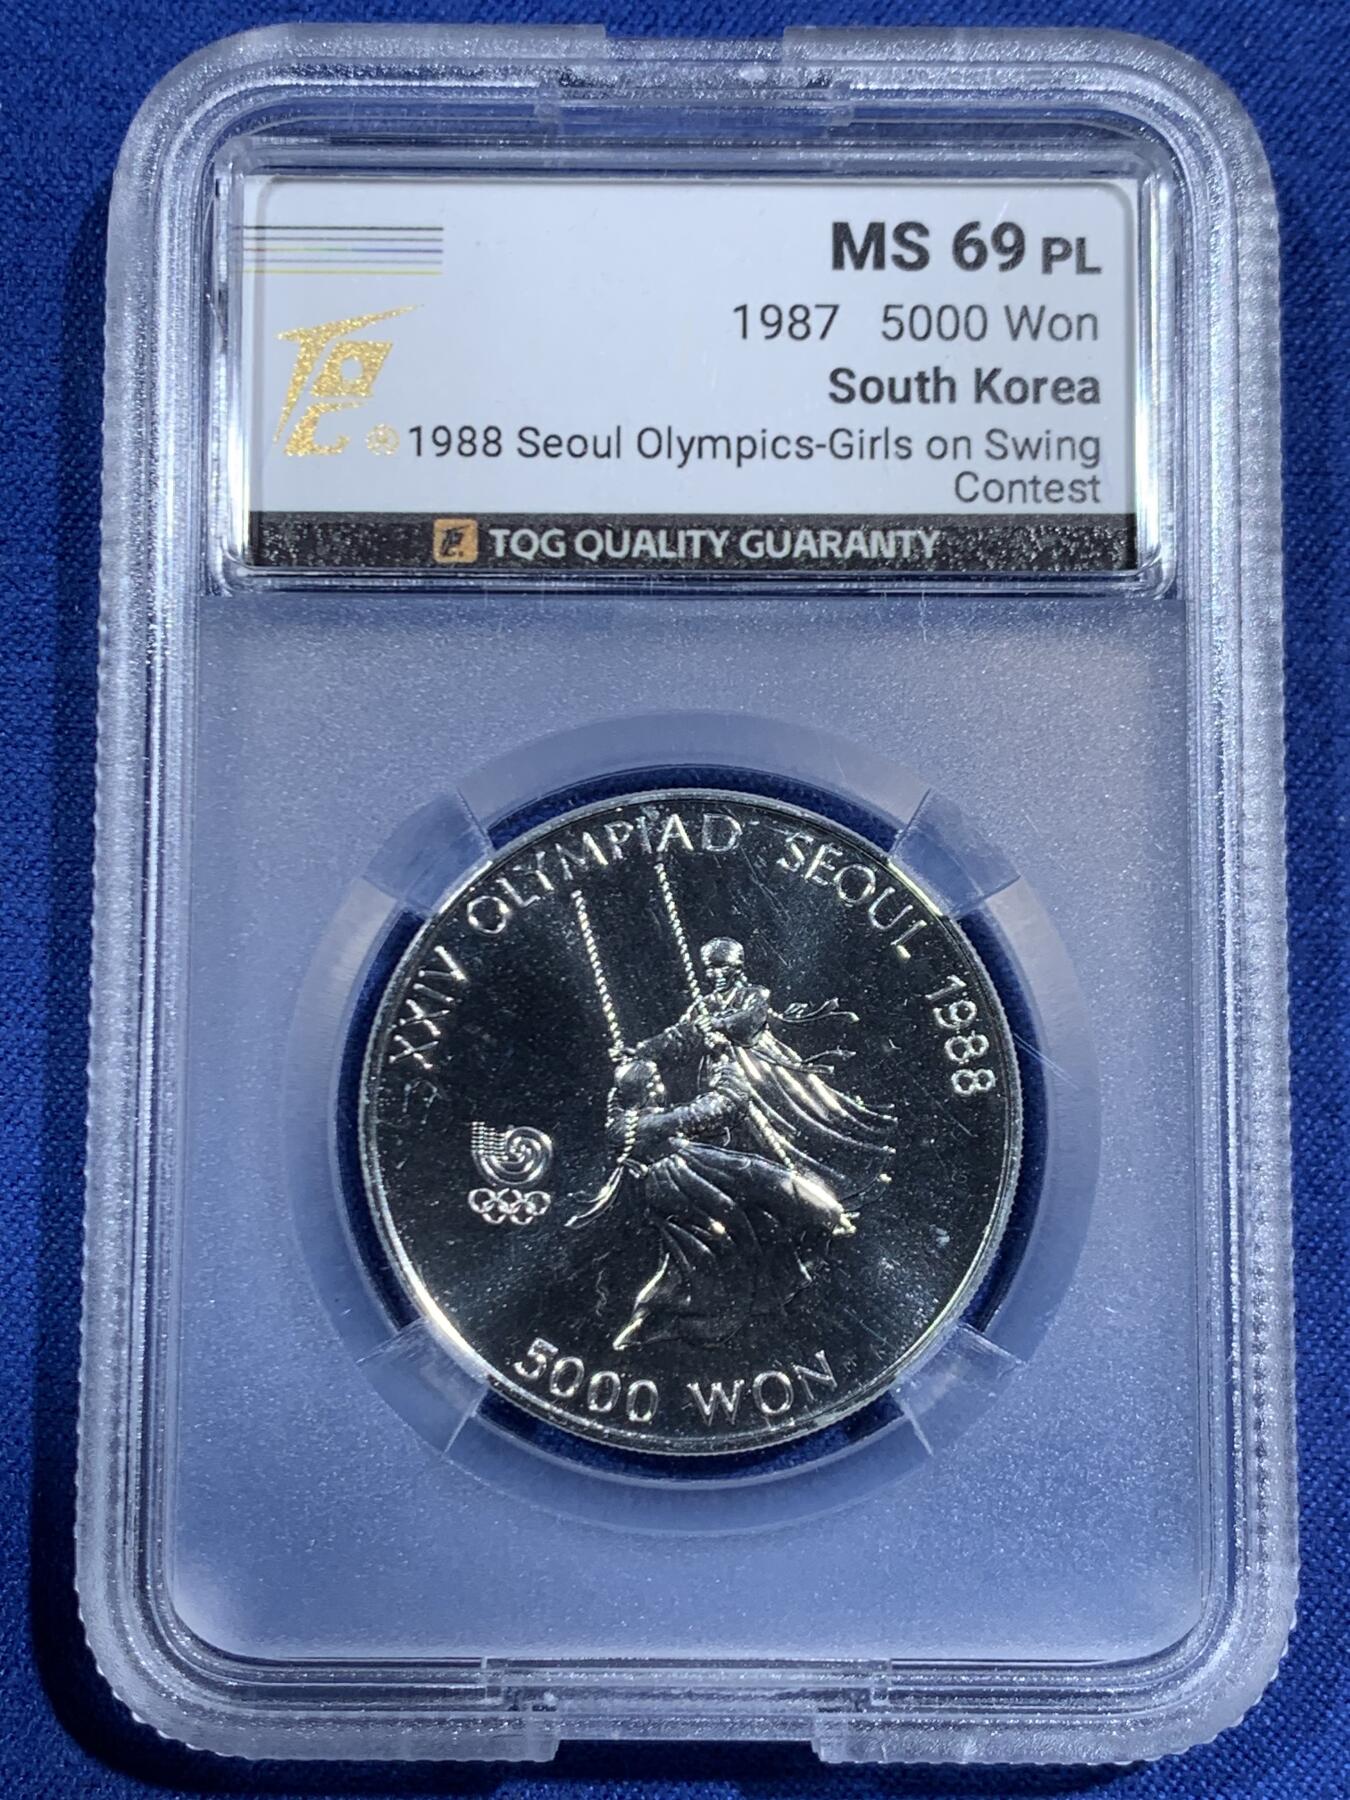 MS 69 PL
1987 5000 Won
South Korea
TQG ® 1988 Seoul Olympics-Girls on Swing
Contest
TQG QUALITY GUARANTY
XXIV OLYMPIAD SEOUL 1988
5000 WON